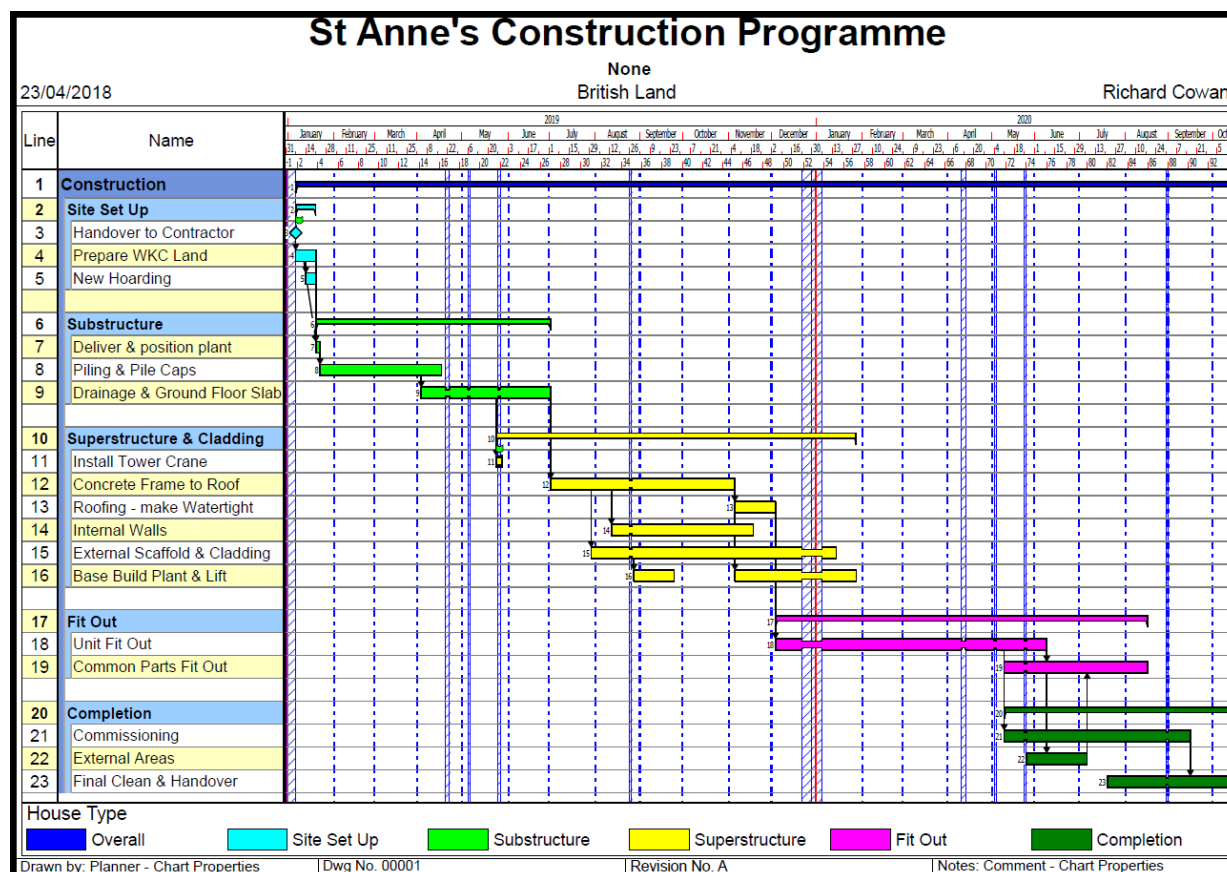 St Anne's Construction Programme
None
23/04/2018 British Land Richard Cowan
Line Name
2019 2020
January February March April May June July August September October November December January February March April May June July August September Oct
1 Construction
2 Site Set Up
3 Handover to Contractor
4 Prepare WKC Land
5 New Hoarding
6 Substructure
7 Deliver & position plant
8 Piling & Pile Caps
9 Drainage & Ground Floor Slab
10 Superstructure & Cladding
11 Install Tower Crane
12 Concrete Frame to Roof
13 Roofing - make Watertight
14 Internal Walls
15 External Scaffold & Cladding
16 Base Build Plant & Lift
17 Fit Out
18 Unit Fit Out
19 Common Parts Fit Out
20 Completion
21 Commissioning
22 External Areas
23 Final Clean & Handover
House Type
Overall Site Set Up Substructure Superstructure Fit Out Completion
Drawn by: Planner - Chart Properties Dwg No. 00001 Revision No. A Notes: Comment - Chart Properties